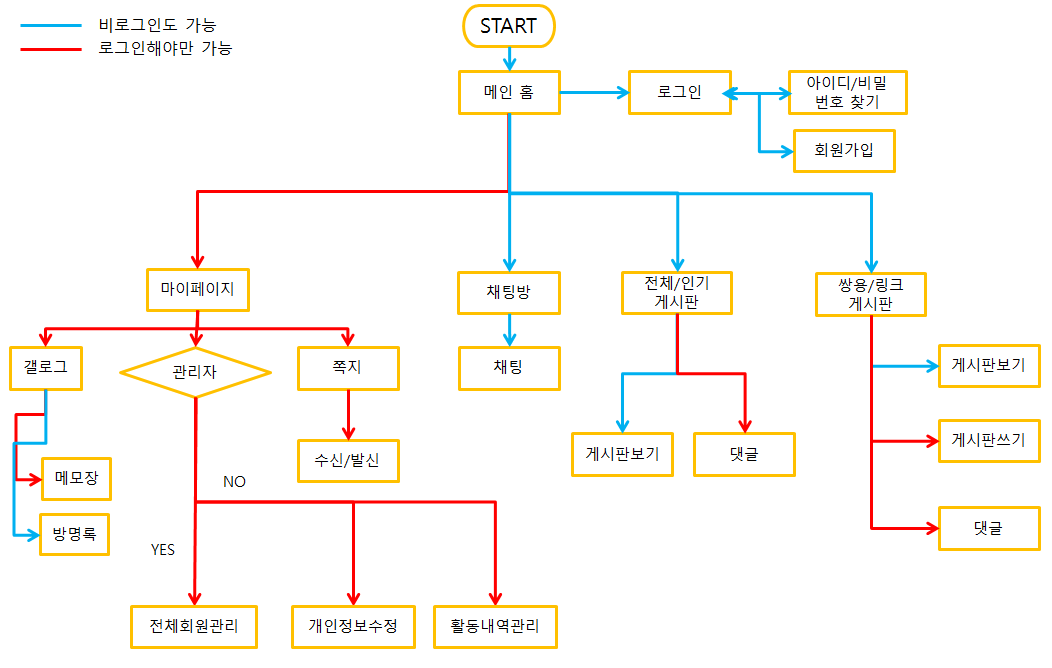 비로그인도 가능
로그인해야만 가능
START
메인 홈
로그인
아이디/비밀
번호 찾기
회원가입
마이페이지
채팅방
전체/인기
게시판
쌍용/링크
게시판
갤로그
관리자
쪽지
채팅
게시판보기
게시판쓰기
댓글
수신/발신
게시판보기
댓글
메모장
방명록
NO
YES
전체회원관리
개인정보수정
활동내역관리